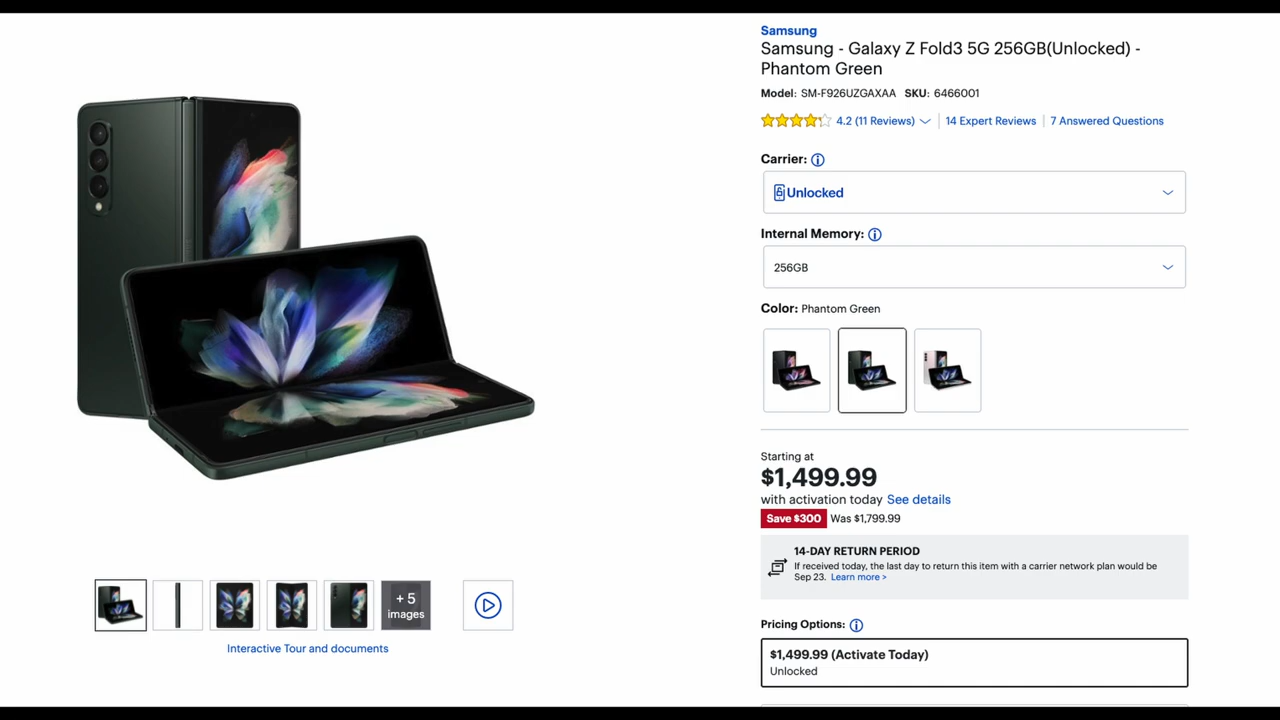 Samsung
Samsung - Galaxy Z Fold3 5G 256GB(Unlocked) -
Phantom Green
Model: SM-F926UZGAXAA SKU: 6466001
4.2 (11 Reviews) 14 Expert Reviews 7 Answered Questions
Carrier:
Unlocked
Internal Memory:
256GB
Color: Phantom Green
Starting at
$1,499.99
with activation today See details
Save $300 Was $1,799.99
14-DAY RETURN PERIOD
If received today, the last day to return this item with a carrier network plan would be
Sep 23. Learn more >
Pricing Options:
$1,499.99 (Activate Today)
Unlocked
+ 5
images
Interactive Tour and documents